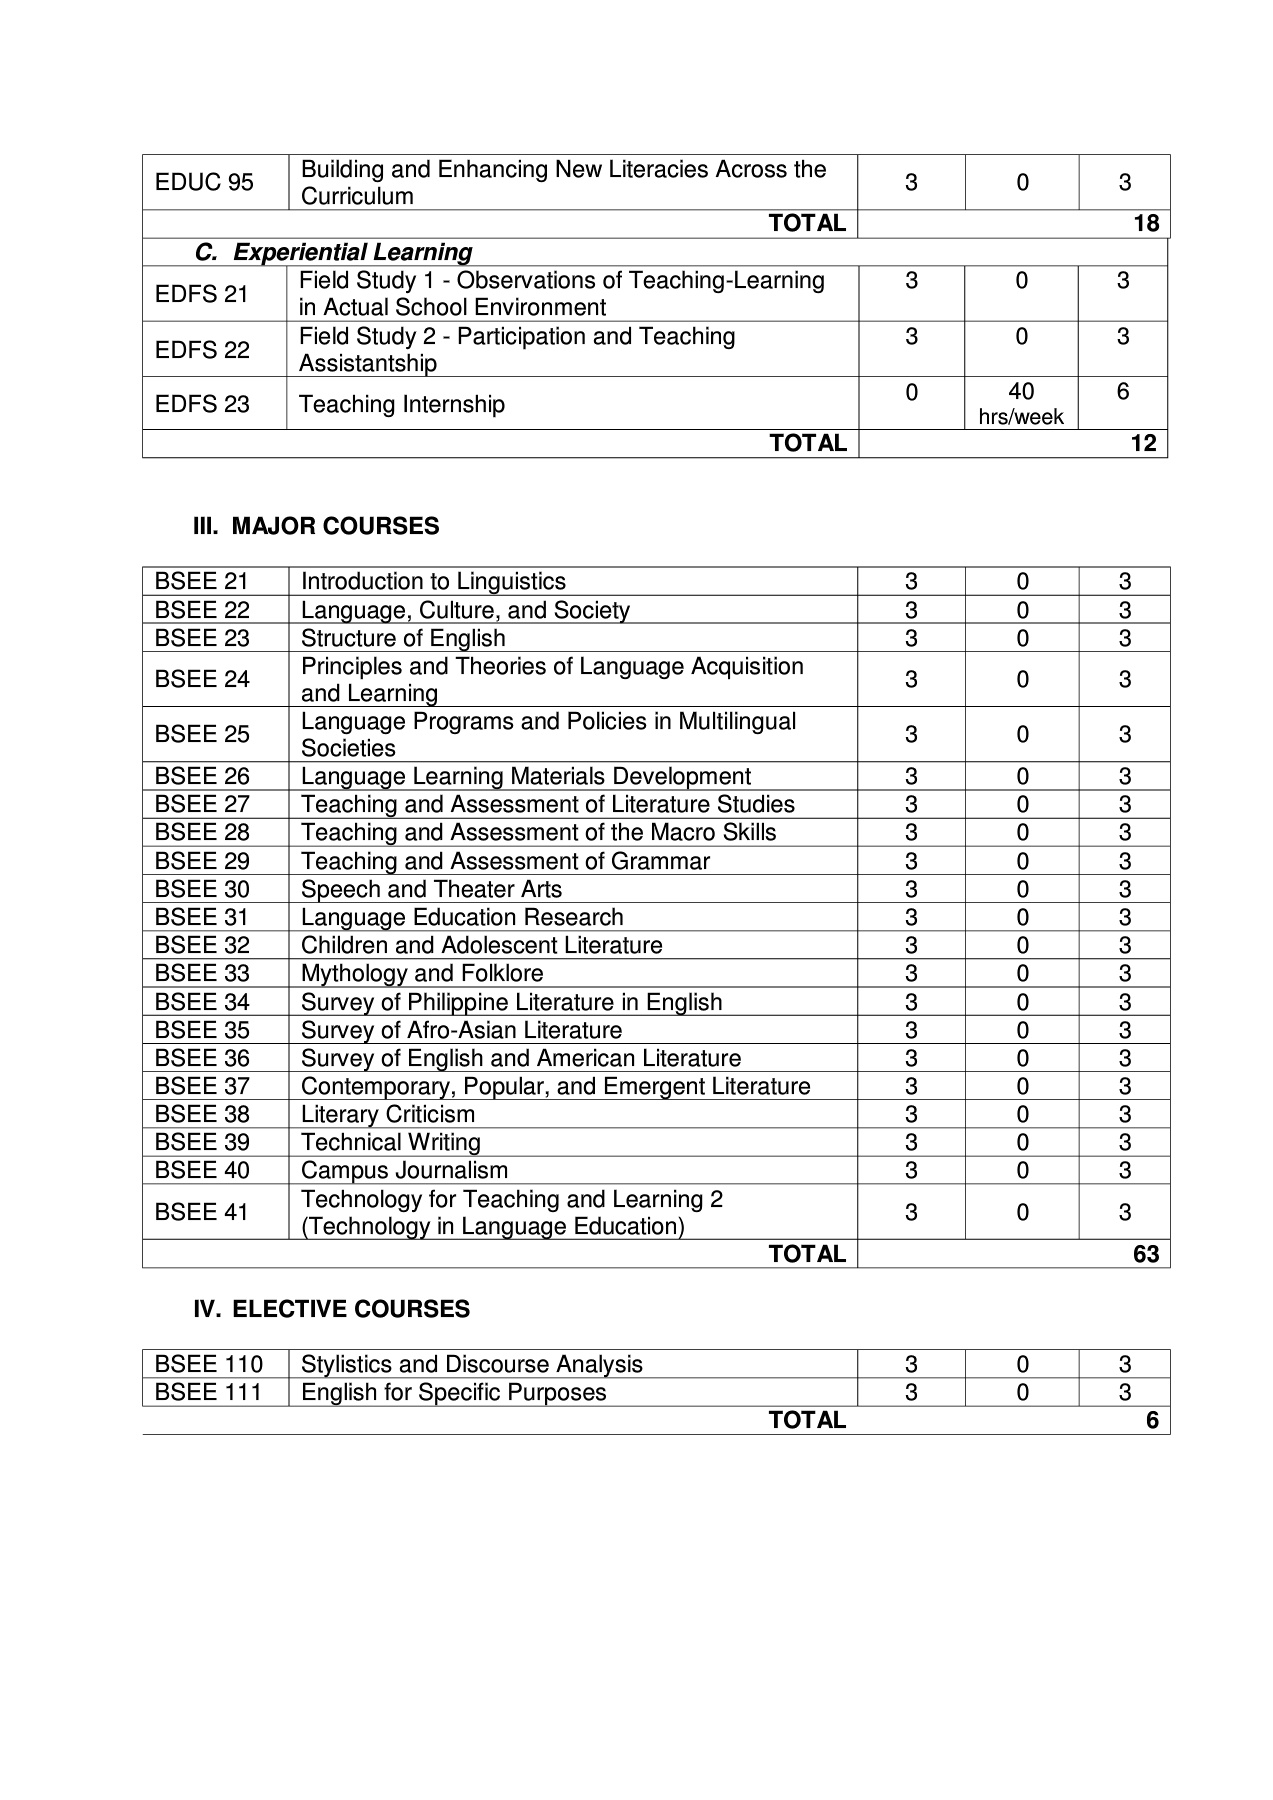 EDUC 95 Building and Enhancing New Literacies Across the Curriculum 3 0 3
TOTAL 18
C. Experiential Learning
EDFS 21 Field Study 1 - Observations of Teaching-Learning in Actual School Environment 3 0 3
EDFS 22 Field Study 2 - Participation and Teaching Assistantship 3 0 3
EDFS 23 Teaching Internship 0 40 hrs/week 6
TOTAL 12
III. MAJOR COURSES
BSEE 21 Introduction to Linguistics 3 0 3
BSEE 22 Language, Culture, and Society 3 0 3
BSEE 23 Structure of English 3 0 3
BSEE 24 Principles and Theories of Language Acquisition and Learning 3 0 3
BSEE 25 Language Programs and Policies in Multilingual Societies 3 0 3
BSEE 26 Language Learning Materials Development 3 0 3
BSEE 27 Teaching and Assessment of Literature Studies 3 0 3
BSEE 28 Teaching and Assessment of the Macro Skills 3 0 3
BSEE 29 Teaching and Assessment of Grammar 3 0 3
BSEE 30 Speech and Theater Arts 3 0 3
BSEE 31 Language Education Research 3 0 3
BSEE 32 Children and Adolescent Literature 3 0 3
BSEE 33 Mythology and Folklore 3 0 3
BSEE 34 Survey of Philippine Literature in English 3 0 3
BSEE 35 Survey of Afro-Asian Literature 3 0 3
BSEE 36 Survey of English and American Literature 3 0 3
BSEE 37 Contemporary, Popular, and Emergent Literature 3 0 3
BSEE 38 Literary Criticism 3 0 3
BSEE 39 Technical Writing 3 0 3
BSEE 40 Campus Journalism 3 0 3
BSEE 41 Technology for Teaching and Learning 2 (Technology in Language Education) 3 0 3
TOTAL 63
IV. ELECTIVE COURSES
BSEE 110 Stylistics and Discourse Analysis 3 0 3
BSEE 111 English for Specific Purposes 3 0 3
TOTAL 6